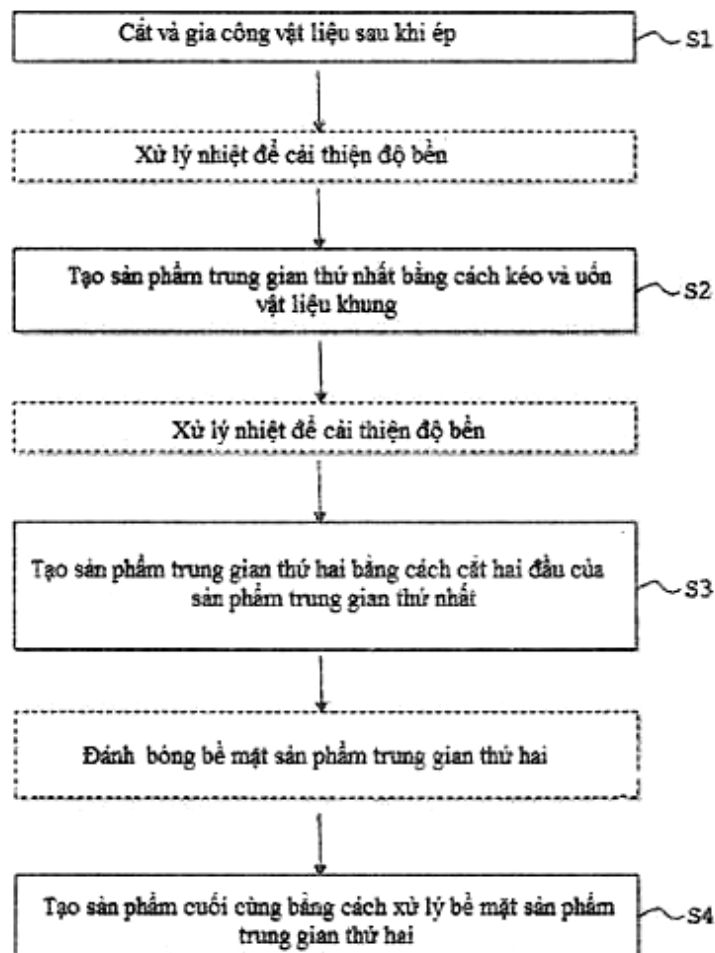 Cắt và gia công vật liệu sau khi ép
S1
Xử lý nhiệt để cải thiện độ bền
Tạo sản phẩm trung gian thứ nhất bằng cách kéo và uốn
vật liệu khung
S2
Xử lý nhiệt để cải thiện độ bền
Tạo sản phẩm trung gian thứ hai bằng cách cắt hai đầu của
sản phẩm trung gian thứ nhất
S3
Đánh bóng bề mặt sản phẩm trung gian thứ hai
Tạo sản phẩm cuối cùng bằng cách xử lý bề mặt sản phẩm
trung gian thứ hai
S4